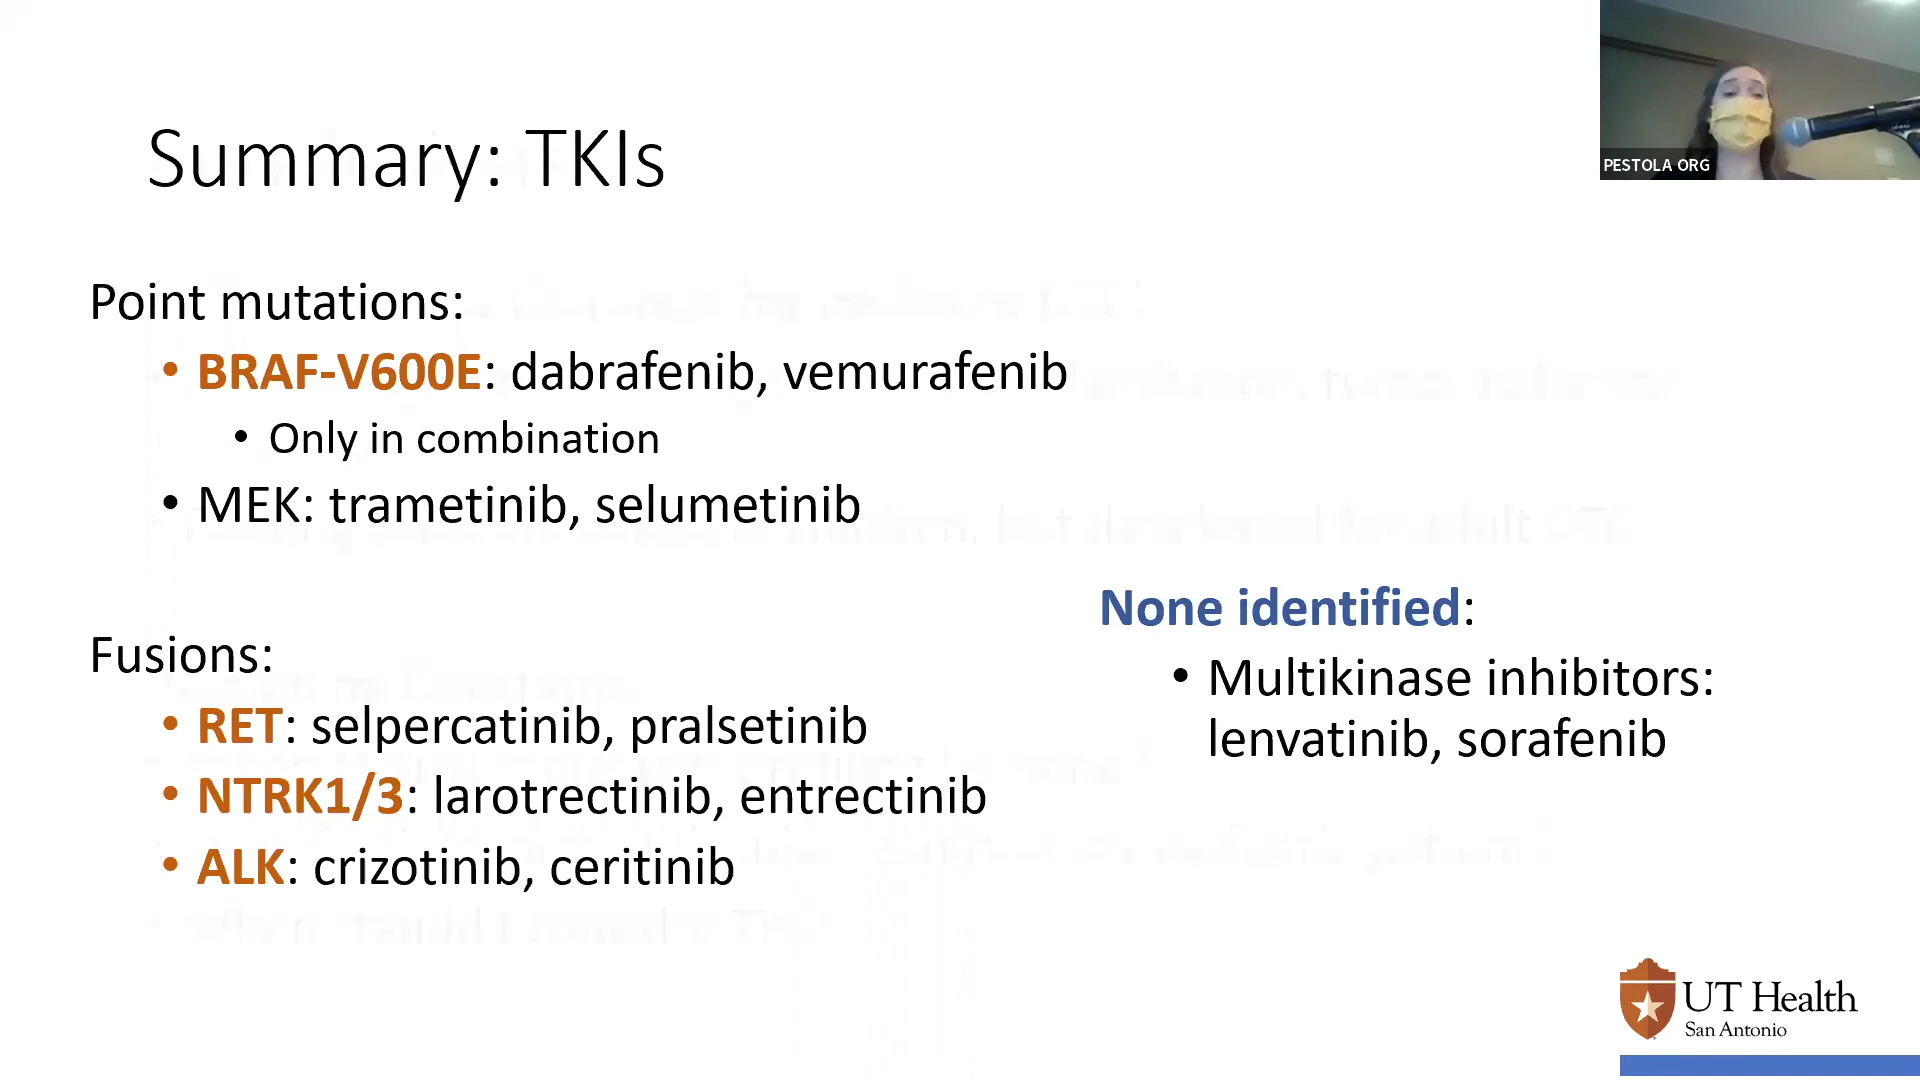 Summary: TKIs
PESTOLA ORG
Point mutations:
• BRAF-V600E: dabrafenib, vemurafenib
• Only in combination
• MEK: trametinib, selumetinib
Fusions:
• RET: selpercatinib, pralsetinib
• NTRK1/3: larotrectinib, entrectinib
• ALK: crizotinib, ceritinib
None identified:
• Multikinase inhibitors:
lenvatinib, sorafenib
UT Health
San Antonio